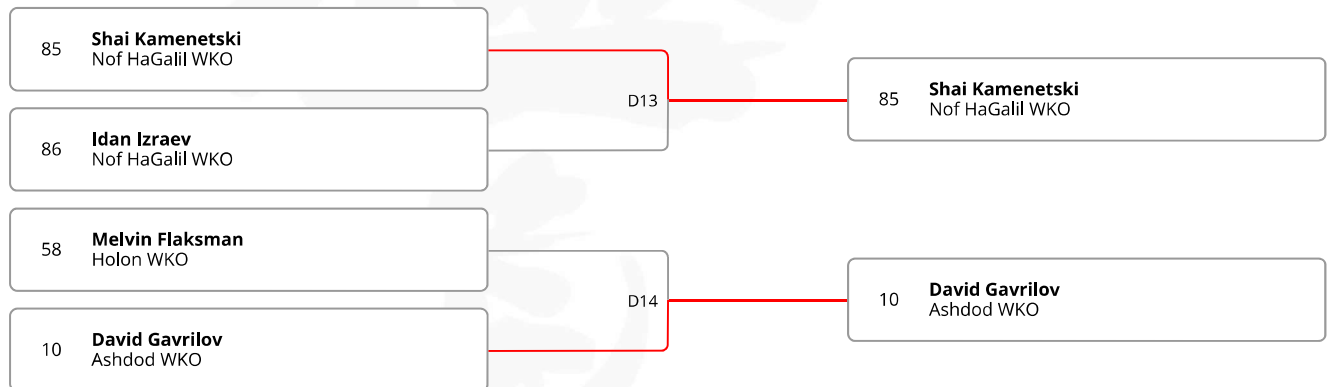 85
Shai Kamenetski
Nof HaGalil WKO
86
Idan Izraev
Nof HaGalil WKO
D13
85
Shai Kamenetski
Nof HaGalil WKO
58
Melvin Flaksman
Holon WKO
10
David Gavrilov
Ashdod WKO
D14
10
David Gavrilov
Ashdod WKO